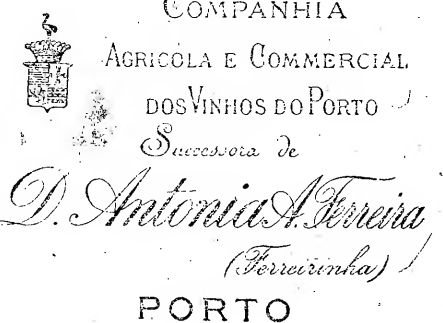 COMPANHIA
AGRICOLA E COMMERCIAL
DOS VINHOS DO PORTO
Successora de
D. Antonia A. Ferreira
(Ferreirinha)
PORTO